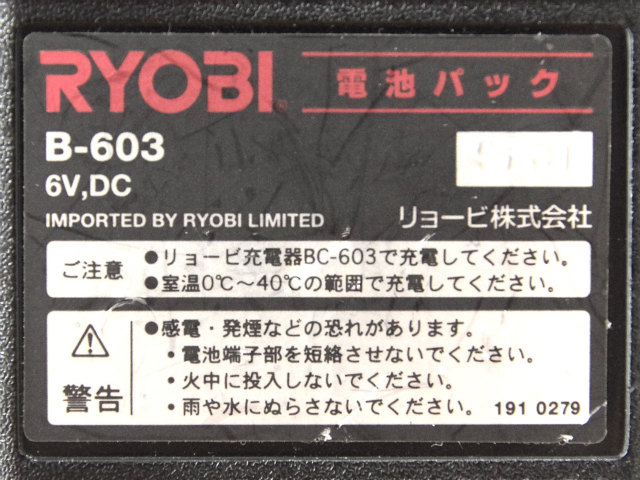 RYOBI® 電池パック
B-603
6V,DC
IMPORTED BY RYOBI LIMITED リョービ株式会社
ご注意
●リョービ充電器BC-603で充電してください。
●室温0℃～40℃の範囲で充電してください。
警告
●感電・発煙などの恐れがあります。
・電池端子部を短絡させないでください。
・火中に投入しないでください。
・雨や水にぬらさないでください。 191 0279